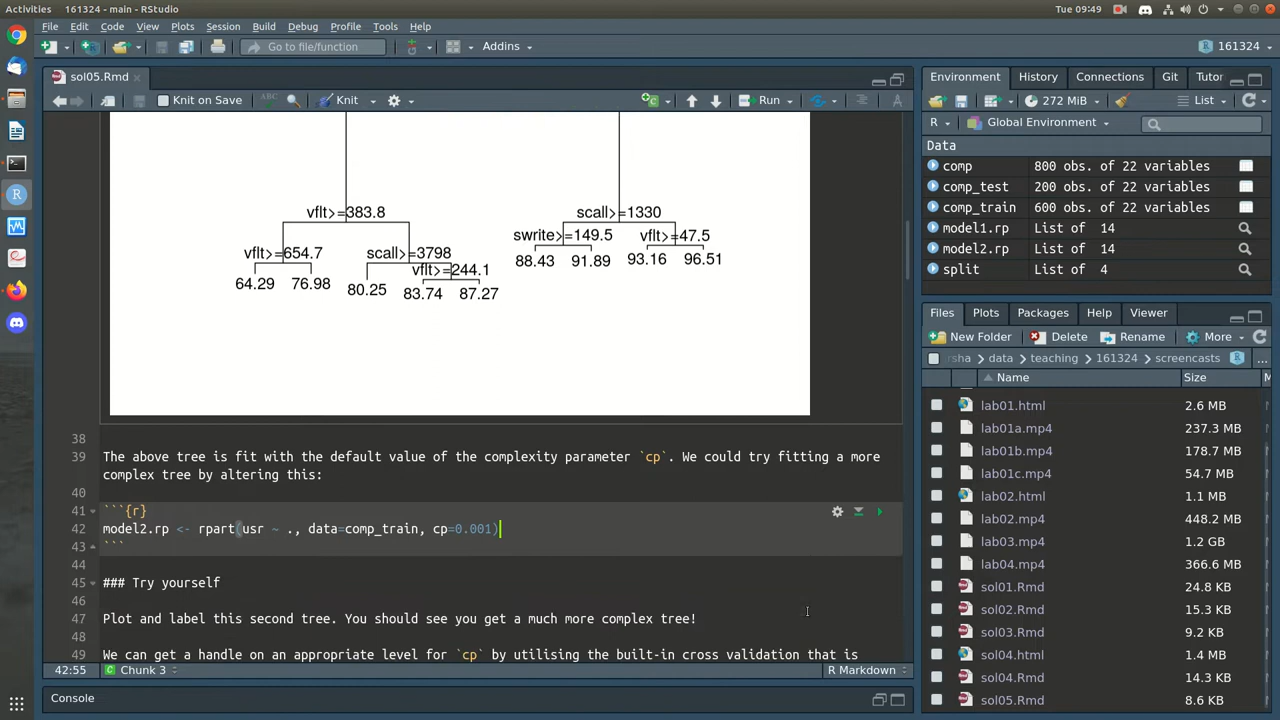 Activities
161324 - main - RStudio
Tue 09:49
File Edit Code View Plots Session Build Debug Profile Tools Help
Go to file/function
Addins
161324
sol05.Rmd
Knit on Save
ABC
Knit
Run
vflt>=383.8
scall>=1330
vflt>=654.7
scall>=3798
swrite>=149.5
vflt>=47.5
vflt>=244.1
64.29 76.98 80.25 83.74 87.27 88.43 91.89 93.16 96.51
38
39 The above tree is fit with the default value of the complexity parameter `cp`. We could try fitting a more
complex tree by altering this:
40
41 ```{r}
42 model2.rp <- rpart(usr ~ ., data=comp_train, cp=0.001)
43 ```
44
45 ### Try yourself
46
47 Plot and label this second tree. You should see you get a much more complex tree!
48
49 We can get a handle on an appropriate level for `cp` by utilising the built-in cross validation that is
42:55 Chunk 3 R Markdown
Console
Environment History Connections Git Tutor
272 MiB List
R Global Environment
Data
comp 800 obs. of 22 variables
comp_test 200 obs. of 22 variables
comp_train 600 obs. of 22 variables
model1.rp List of 14
model2.rp List of 14
split List of 4
Files Plots Packages Help Viewer
New Folder Delete Rename More
rsha data teaching 161324 screencasts ...
Name Size M
lab01.html 2.6 MB
lab01a.mp4 237.3 MB
lab01b.mp4 178.7 MB
lab01c.mp4 54.7 MB
lab02.html 1.1 MB
lab02.mp4 448.2 MB
lab03.mp4 1.2 GB
lab04.mp4 366.6 MB
sol01.Rmd 24.8 KB
sol02.Rmd 15.3 KB
sol03.Rmd 9.2 KB
sol04.html 1.4 MB
sol04.Rmd 14.3 KB
sol05.Rmd 8.6 KB